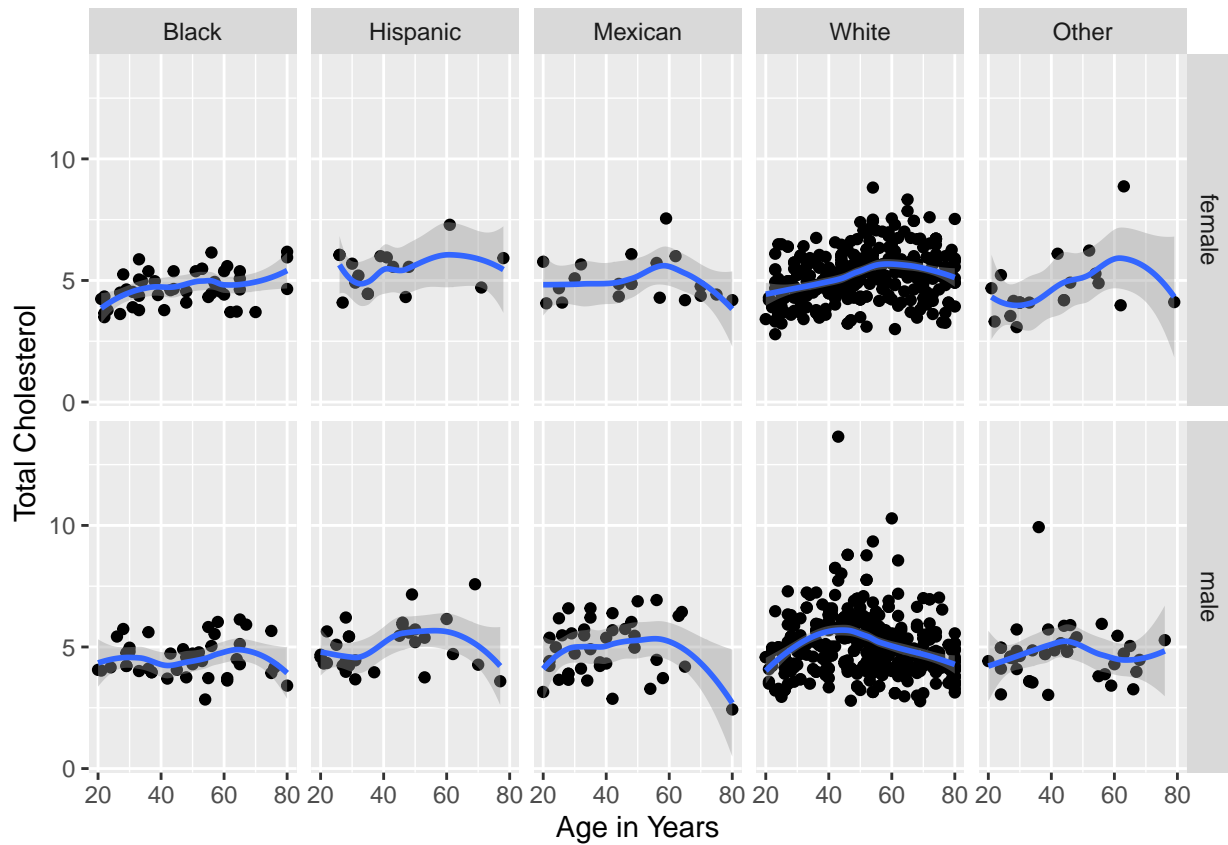 Black Hispanic Mexican White Other
10
5
0
female
10
5
0
male
Total Cholesterol
20 40 60 80 20 40 60 80 20 40 60 80 20 40 60 80 20 40 60 80
Age in Years